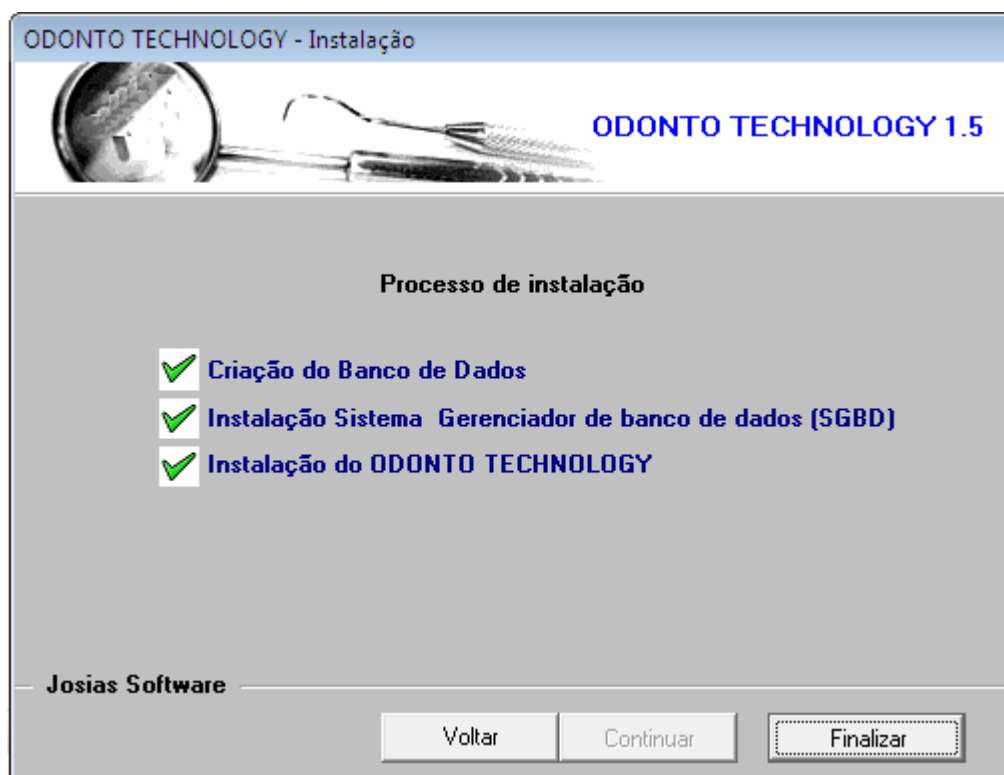 ODONTO TECHNOLOGY - Instalação
ODONTO TECHNOLOGY 1.5
Processo de instalação
Criação do Banco de Dados
Instalação Sistema Gerenciador de banco de dados (SGBD)
Instalação do ODONTO TECHNOLOGY
Josias Software
Voltar Continuar Finalizar